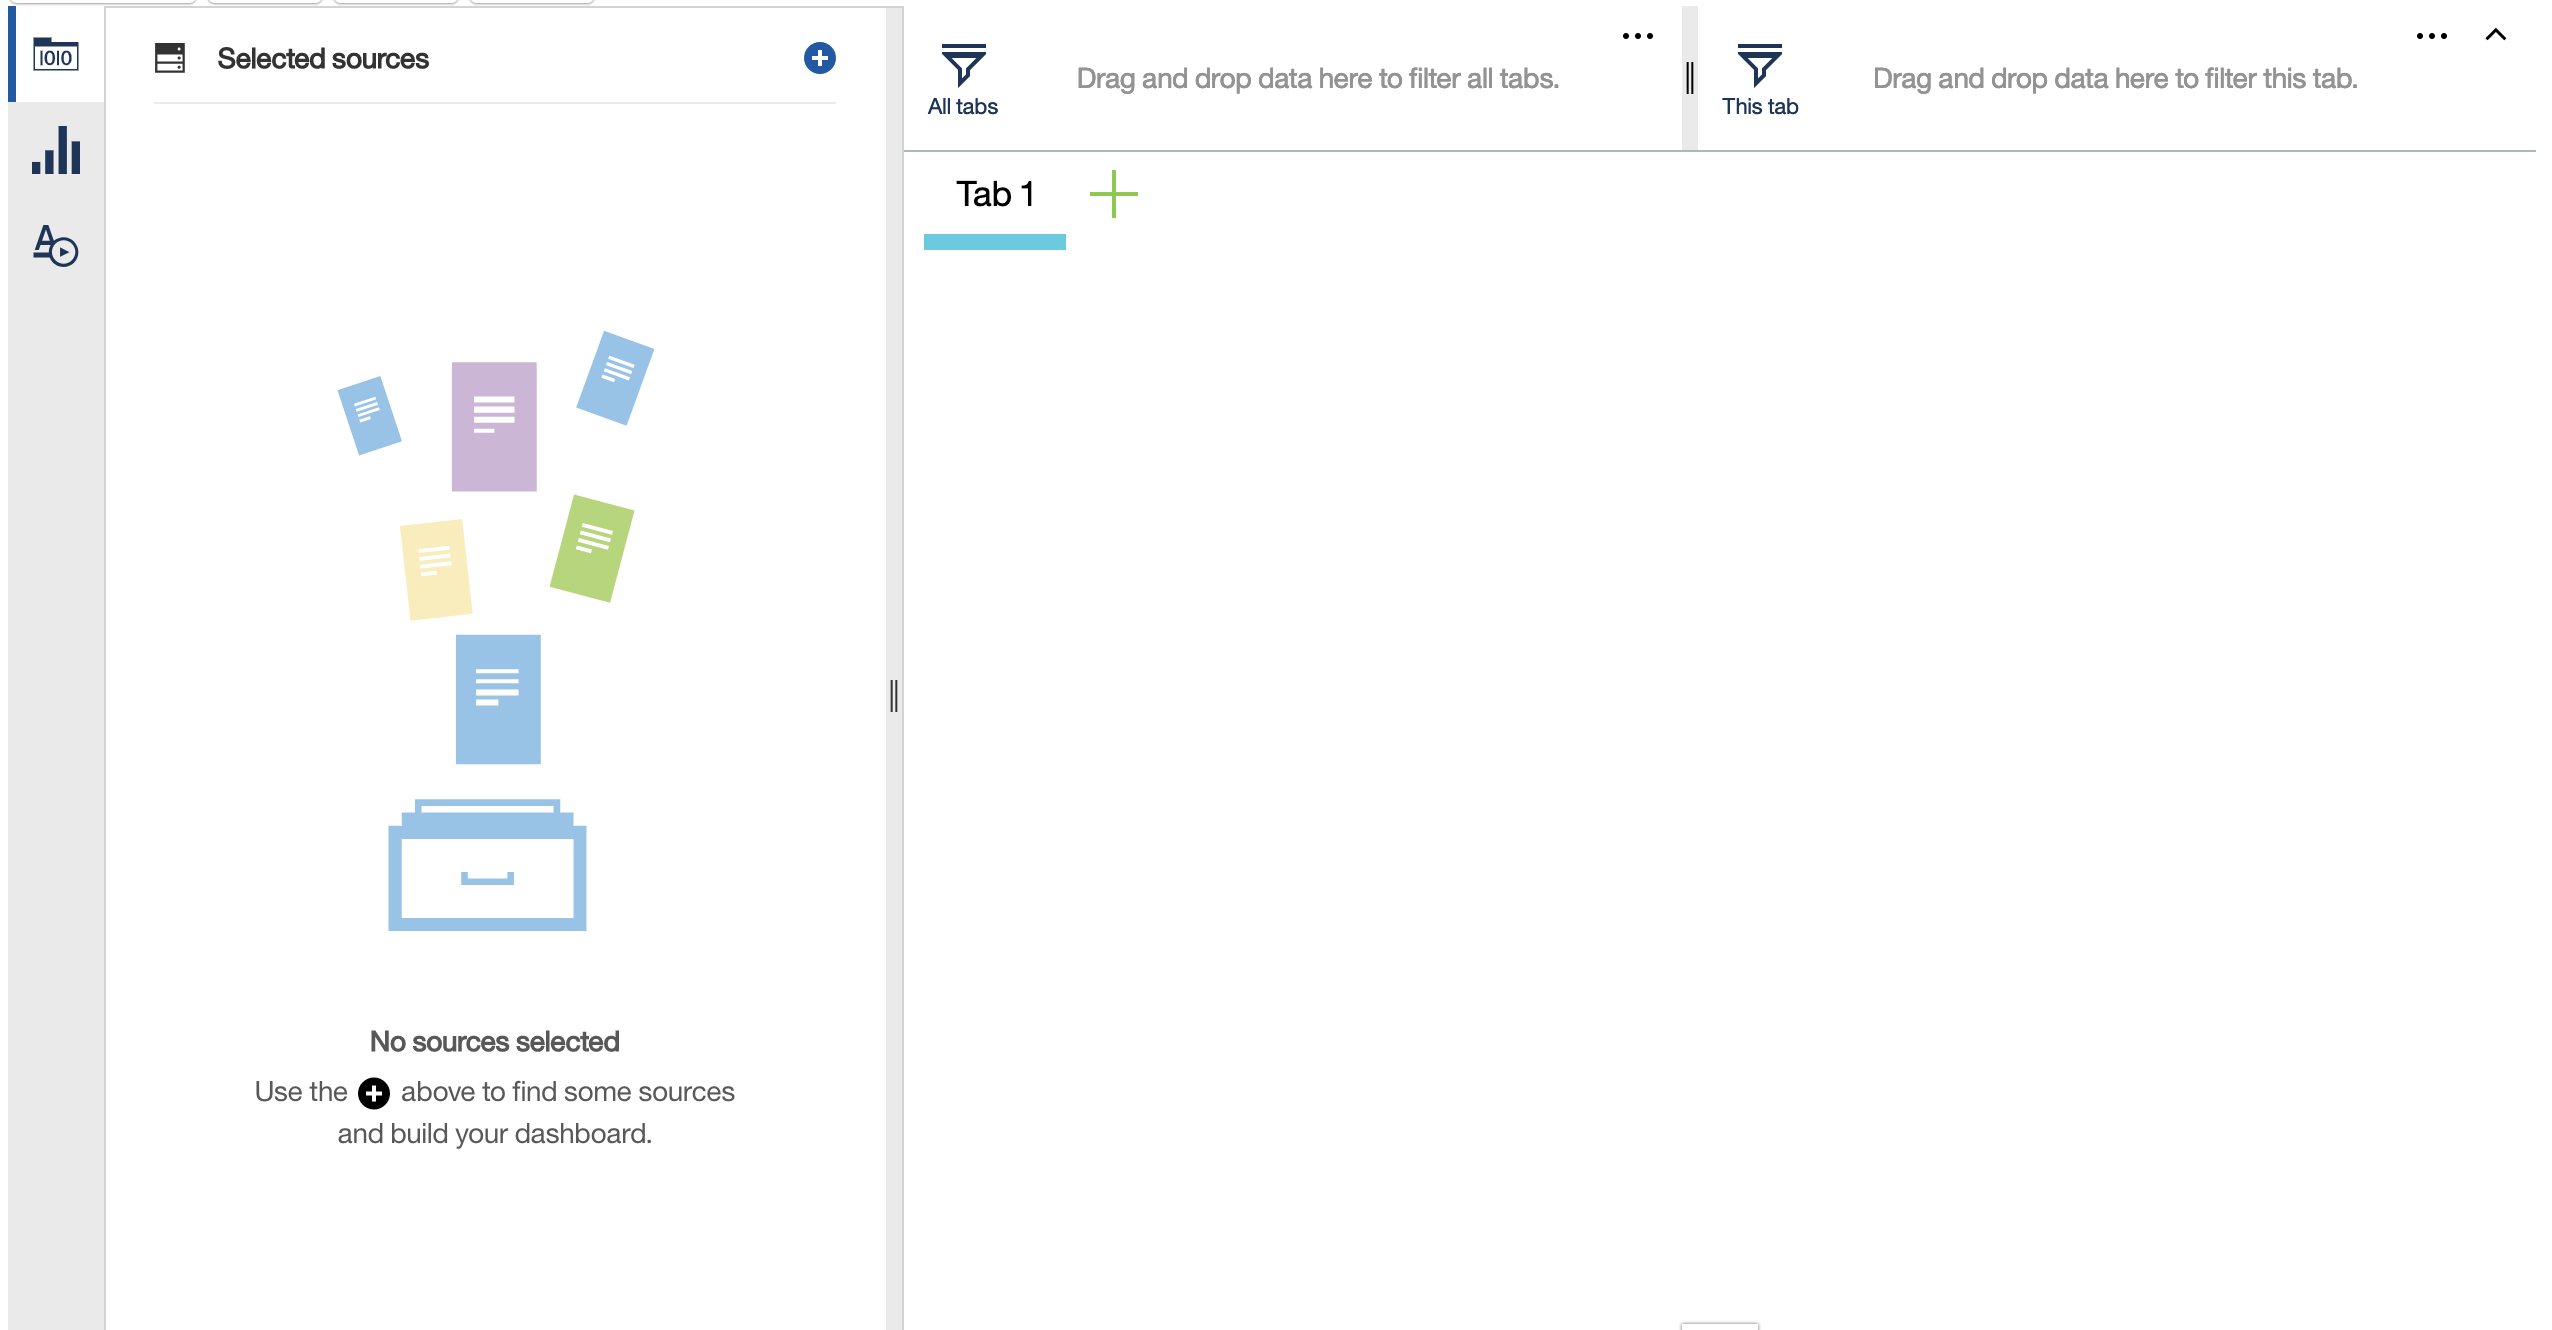 IOIO
Selected sources
All tabs
Drag and drop data here to filter all tabs.
This tab
Drag and drop data here to filter this tab.
Tab 1
A
No sources selected
Use the + above to find some sources
and build your dashboard.